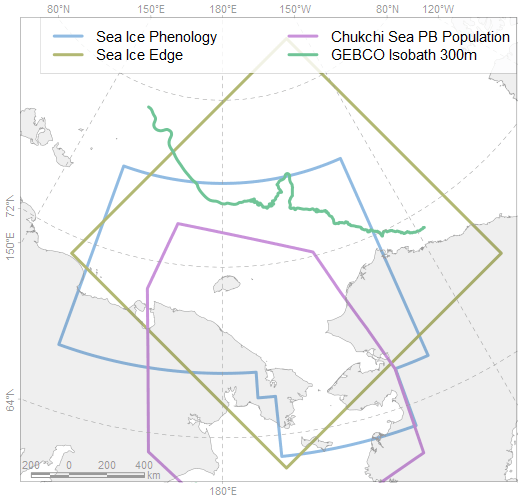 80°N 150°E 180°E 150°W 80°N 120°W
Sea Ice Phenology
Chukchi Sea PB Population
Sea Ice Edge
GEBCO Isobath 300m
72°N
150°E
64°N
200 0 200 400
km
180°E